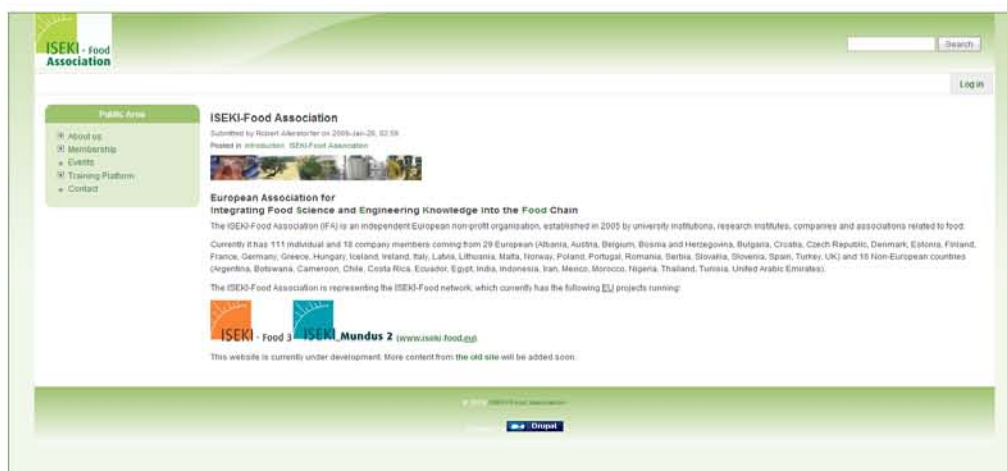 ISEKI - Food
Association
Search
Log in
Public Area
About us
Membership
Events
Training Platform
Contact
ISEKI-Food Association
Submitted by Robert Allerstorfer on 2009-Jan-26, 02:59
Posted in Introduction ISEKI-Food Association
European Association for
Integrating Food Science and Engineering Knowledge Into the Food Chain
The ISEKI-Food Association (IFA) is an independent European non-profit organisation, established in 2005 by university institutions, research institutes, companies and associations related to food.
Currently it has 111 individual and 18 company members coming from 29 European (Albania, Austria, Belgium, Bosnia and Herzegovina, Bulgaria, Croatia, Czech Republic, Denmark, Estonia, Finland,
France, Germany, Greece, Hungary, Iceland, Ireland, Italy, Latvia, Lithuania, Malta, Norway, Poland, Portugal, Romania, Serbia, Slovakia, Slovenia, Spain, Turkey, UK) and 16 Non-European countries
(Argentina, Botswana, Cameroon, Chile, Costa Rica, Ecuador, Egypt, India, Indonesia, Iran, Mexico, Morocco, Nigeria, Thailand, Tunisia, United Arabic Emirates).
The ISEKI-Food Association is representing the ISEKI-Food network, which currently has the following EU projects running:
ISEKI - Food 3 ISEKI_Mundus 2 (www.iseki-food.eu)
This website is currently under development. More content from the old site will be added soon.
ISEKI-Food Association
Drupal